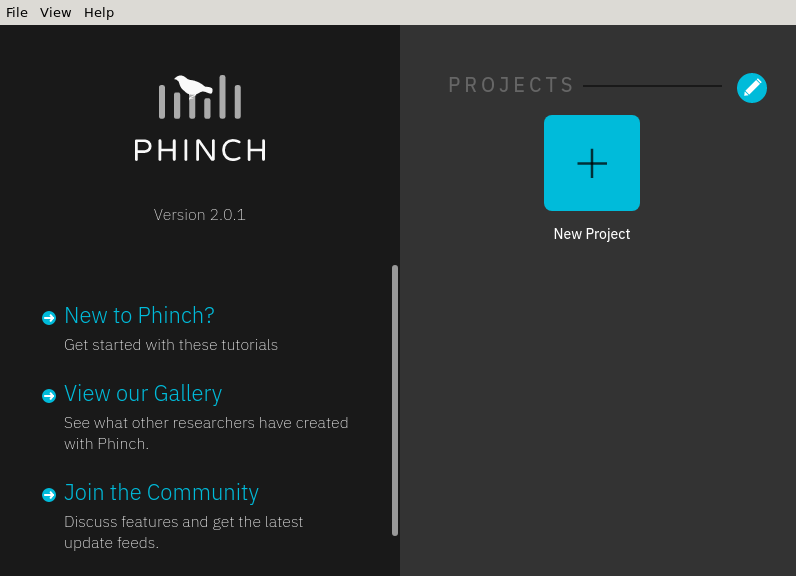 File View Help
PHINCH
Version 2.0.1
New to Phinch?
Get started with these tutorials
View our Gallery
See what other researchers have created
with Phinch.
Join the Community
Discuss features and get the latest
update feeds.
PROJECTS
New Project